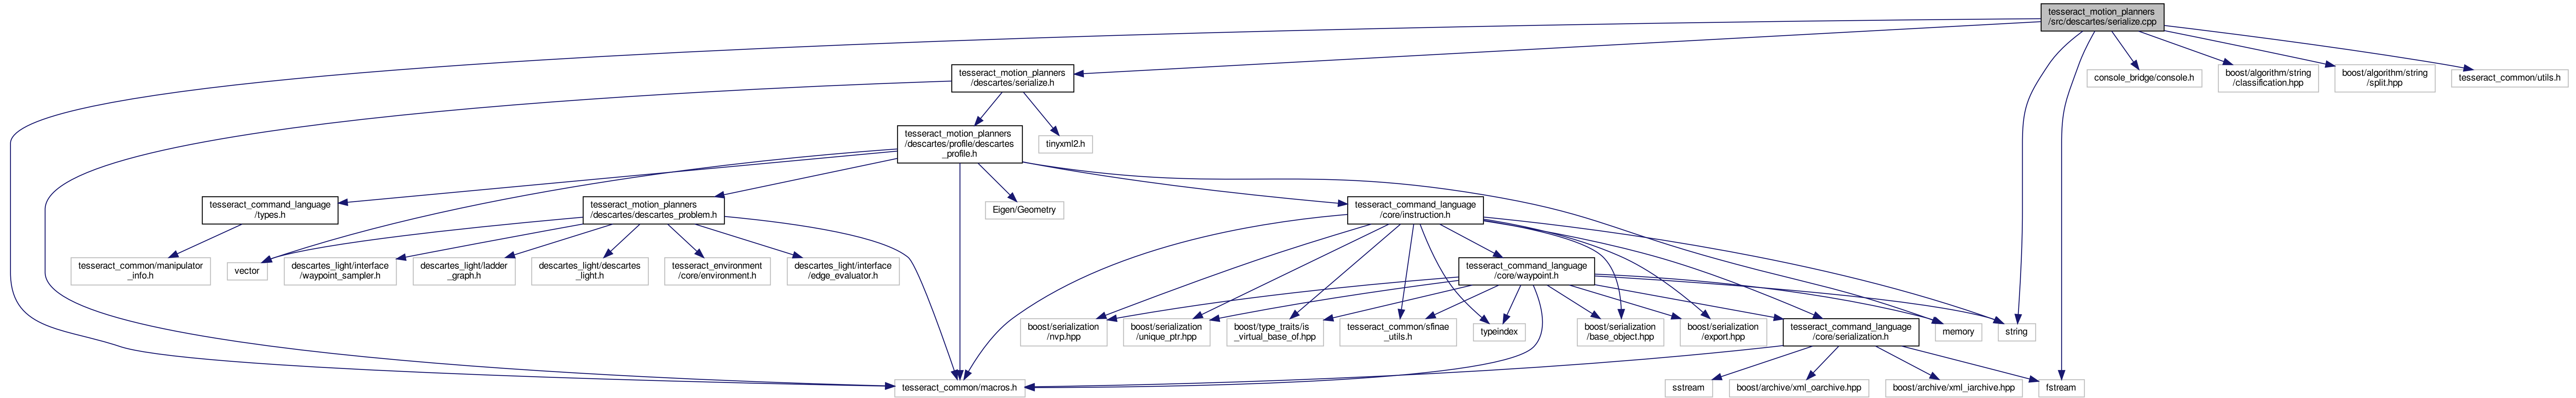 tesseract_motion_planners
/src/descartes/serialize.cpp
tesseract_motion_planners
/descartes/serialize.h
console_bridge/console.h
boost/algorithm/string
/classification.hpp
boost/algorithm/string
/split.hpp
tesseract_common/utils.h
tesseract_motion_planners
/descartes/profile/descartes
_profile.h
tinyxml2.h
tesseract_command_language
/types.h
tesseract_motion_planners
/descartes/descartes_problem.h
Eigen/Geometry
tesseract_command_language
/core/instruction.h
tesseract_common/manipulator
_info.h
vector
descartes_light/interface
/waypoint_sampler.h
descartes_light/ladder
_graph.h
descartes_light/descartes
_light.h
tesseract_environment
/core/environment.h
descartes_light/interface
/edge_evaluator.h
tesseract_command_language
/core/waypoint.h
boost/serialization
/nvp.hpp
boost/serialization
/unique_ptr.hpp
boost/type_traits/is
_virtual_base_of.hpp
tesseract_common/sfinae
_utils.h
typeindex
boost/serialization
/base_object.hpp
boost/serialization
/export.hpp
tesseract_command_language
/core/serialization.h
memory
string
tesseract_common/macros.h
sstream
boost/archive/xml_oarchive.hpp
boost/archive/xml_iarchive.hpp
fstream